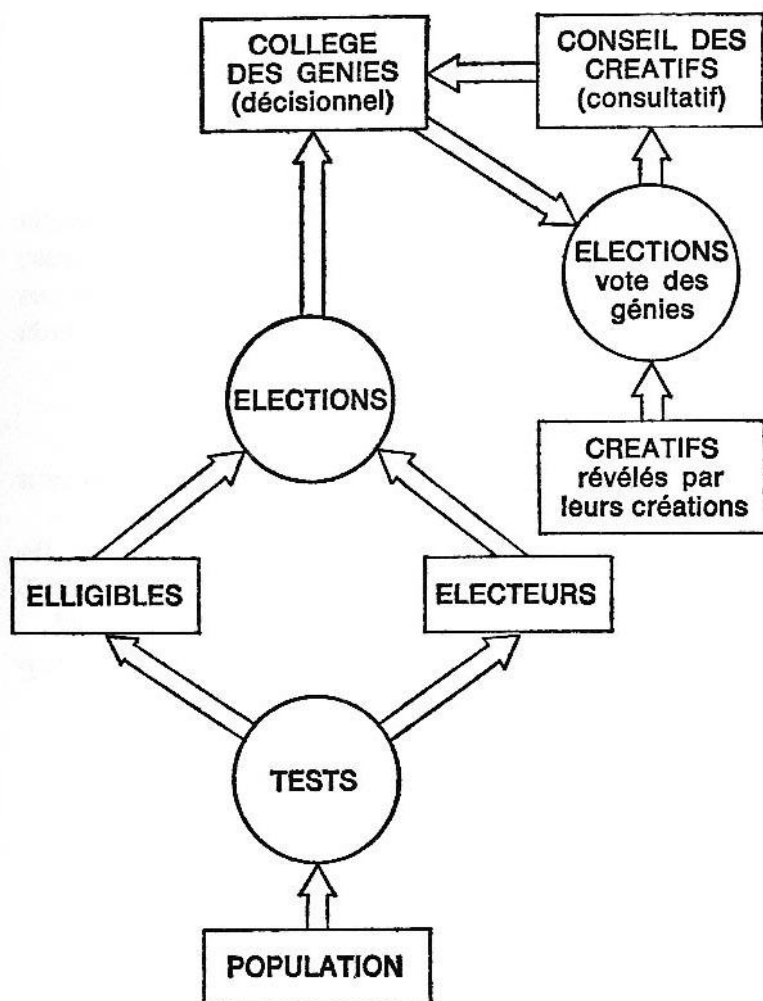 COLLEGE
DES GENIES
(décisionnel)
CONSEIL DES
CREATIFS
(consultatif)
ELECTIONS
vote des
génies
ELECTIONS
CREATIFS
révélés par
leurs créations
ELLIGIBLES
ELECTEURS
TESTS
POPULATION